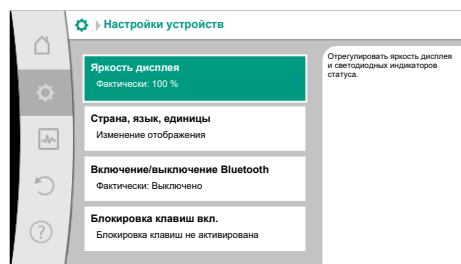 Настройки устройств
Яркость дисплея
Фактически: 100 %
Страна, язык, единицы
Изменение отображения
Включение/выключение Bluetooth
Фактически: Выключено
Блокировка клавиш вкл.
Блокировка клавиш не активирована
Отрегулировать яркость дисплея
и светодиодных индикаторов
статуса.